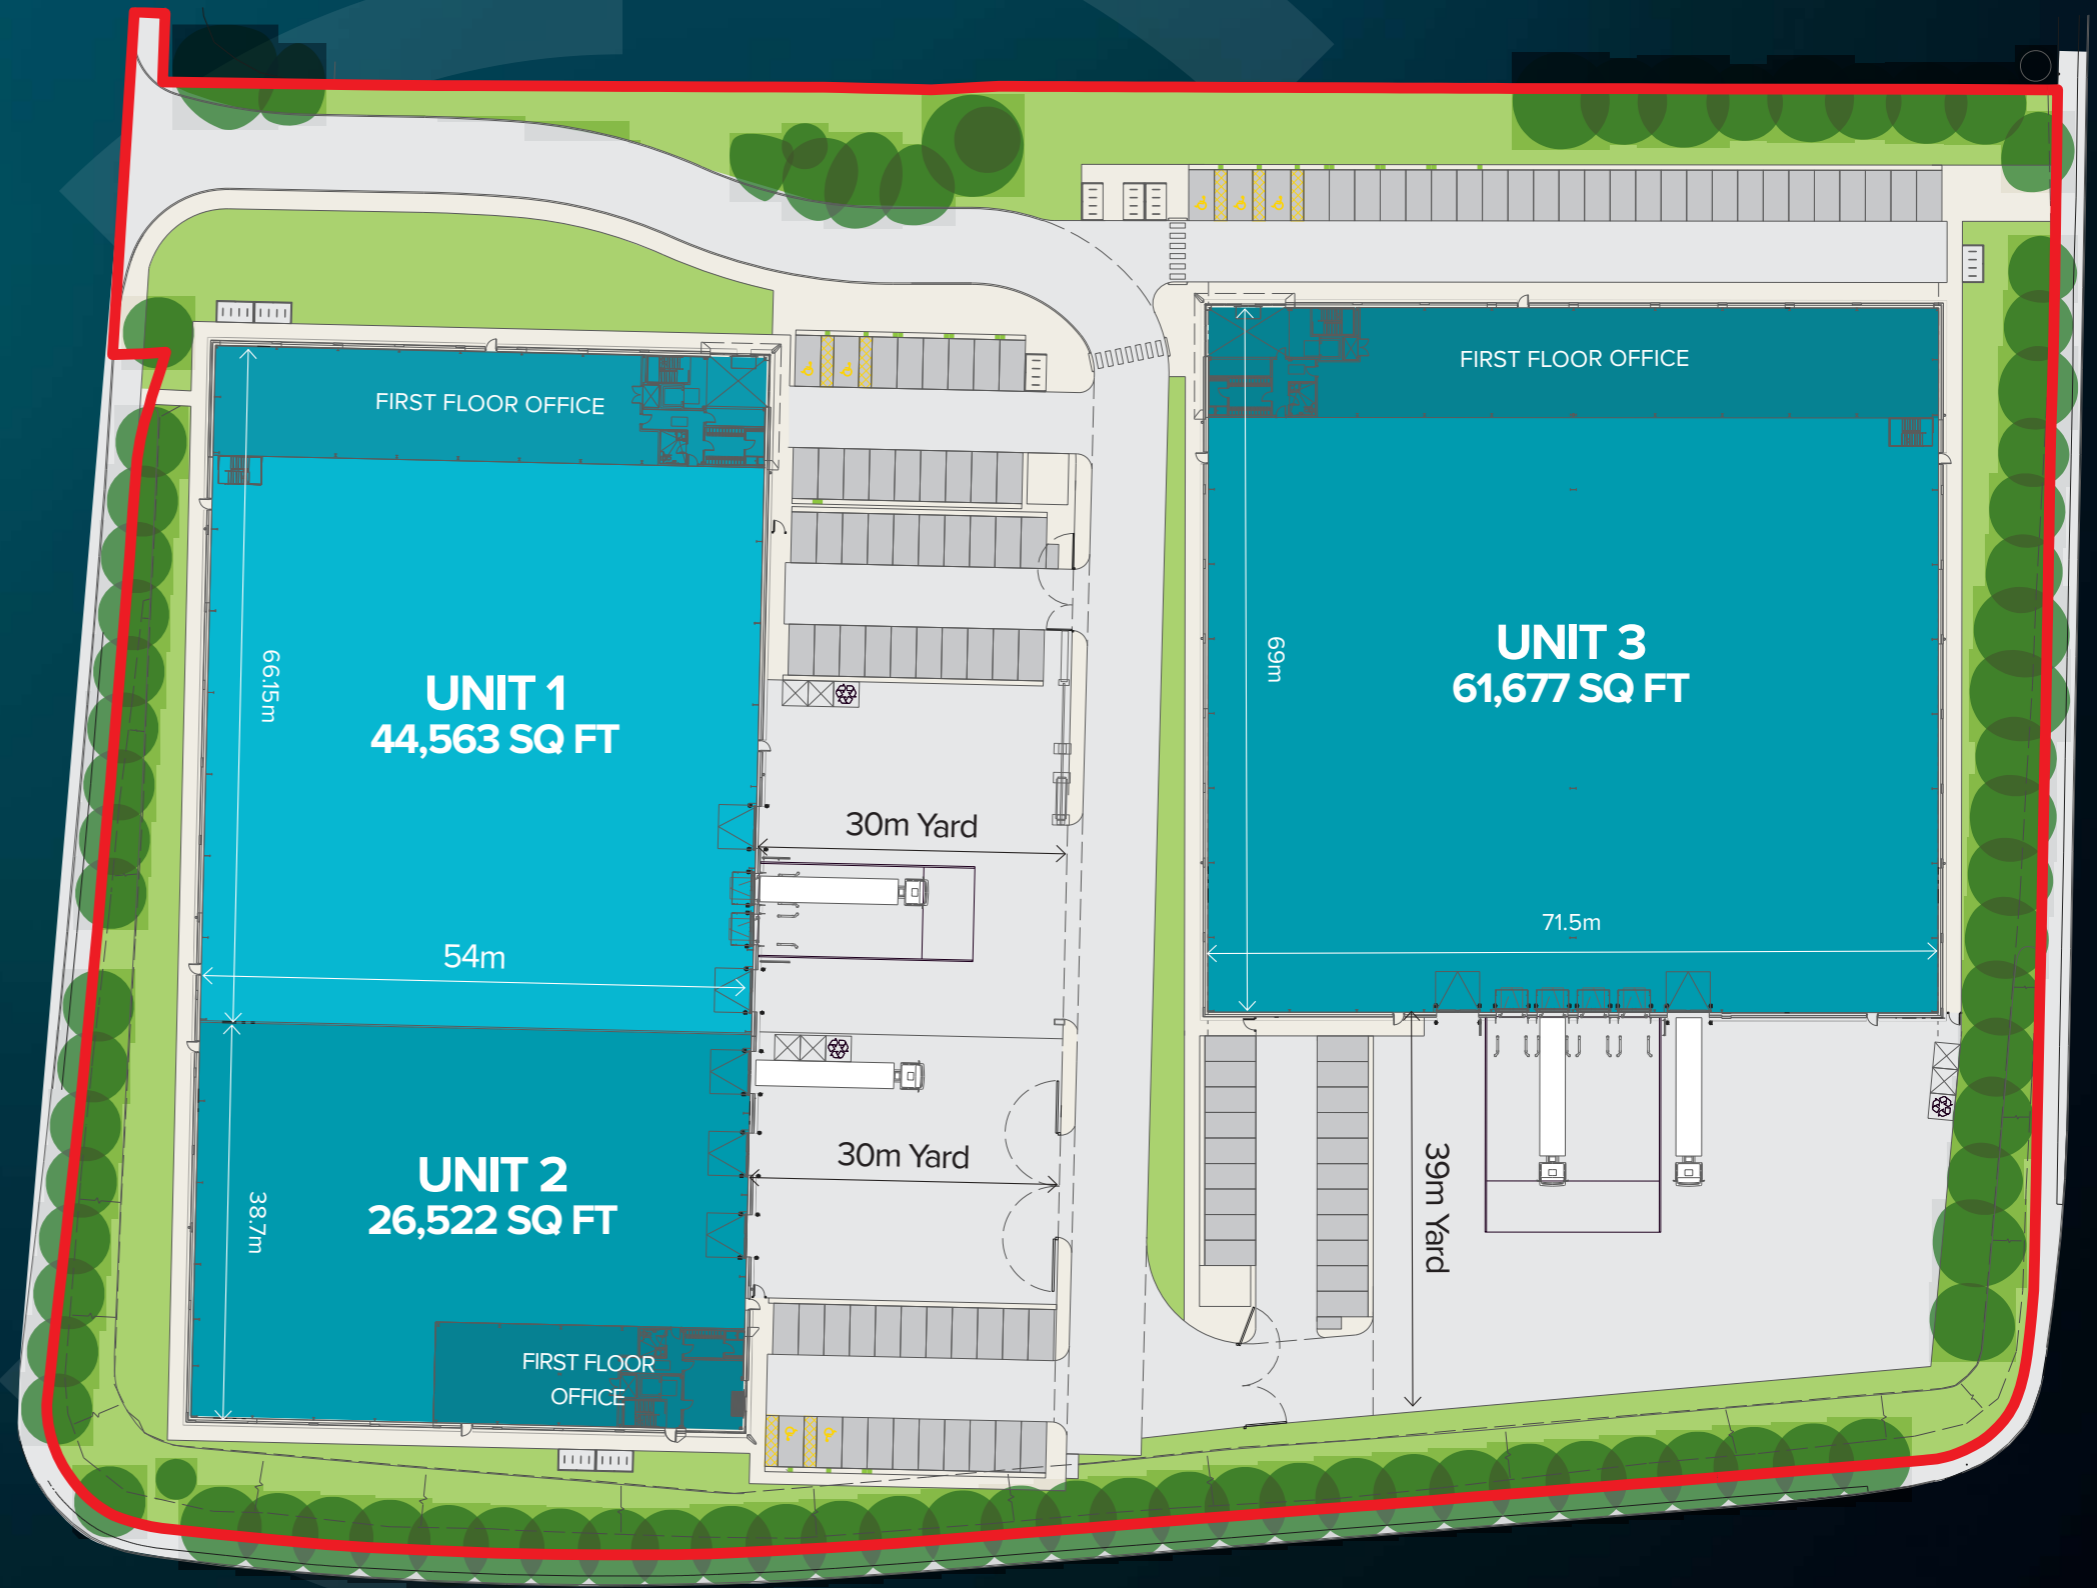 FIRST FLOOR OFFICE
UNIT 1
44,563 SQ FT
66.15m
54m
30m Yard
UNIT 2
26,522 SQ FT
38.7m
30m Yard
FIRST FLOOR
OFFICE
FIRST FLOOR OFFICE
UNIT 3
61,677 SQ FT
69m
71.5m
39m Yard